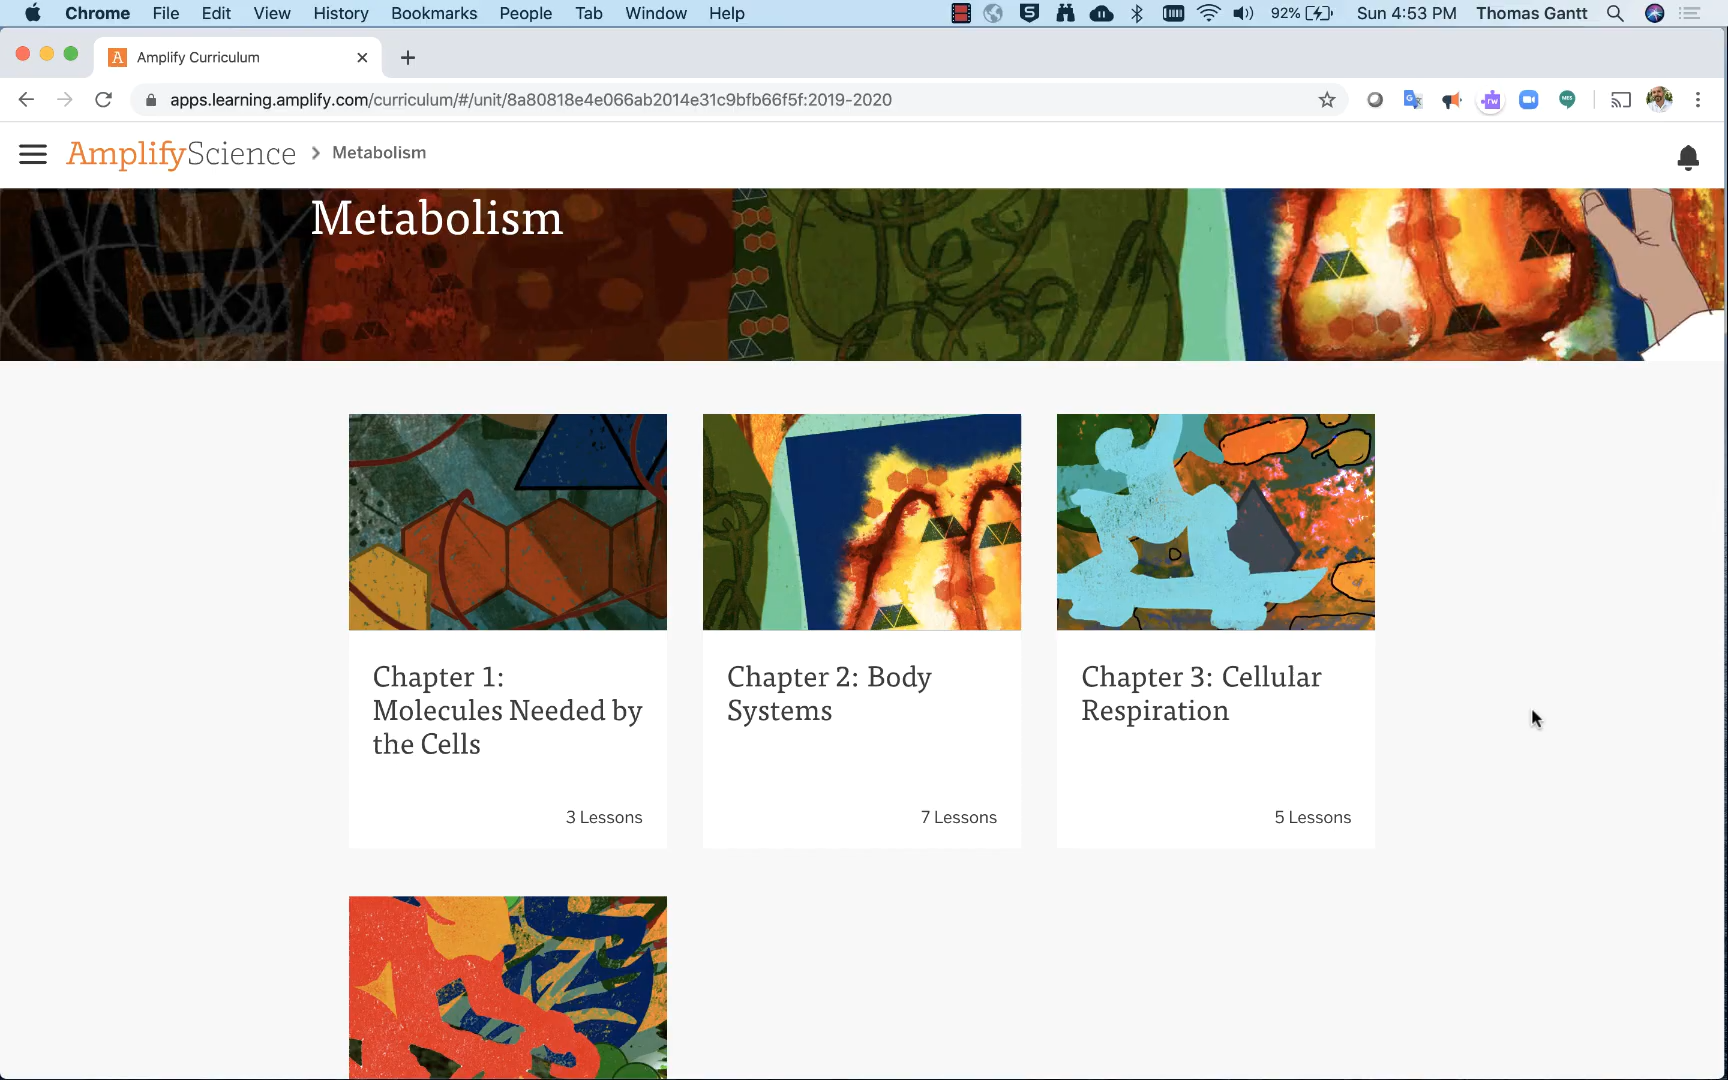 Chrome File Edit View History Bookmarks People Tab Window Help 92% Sun 4:53 PM Thomas Gantt
Amplify Curriculum
apps.learning.amplify.com/curriculum/#/unit/8a80818e4e066ab2014e31c9bfb66f5f:2019-2020
AmplifyScience > Metabolism
Metabolism
Chapter 1:
Molecules Needed by
the Cells
3 Lessons
Chapter 2: Body
Systems
7 Lessons
Chapter 3: Cellular
Respiration
5 Lessons